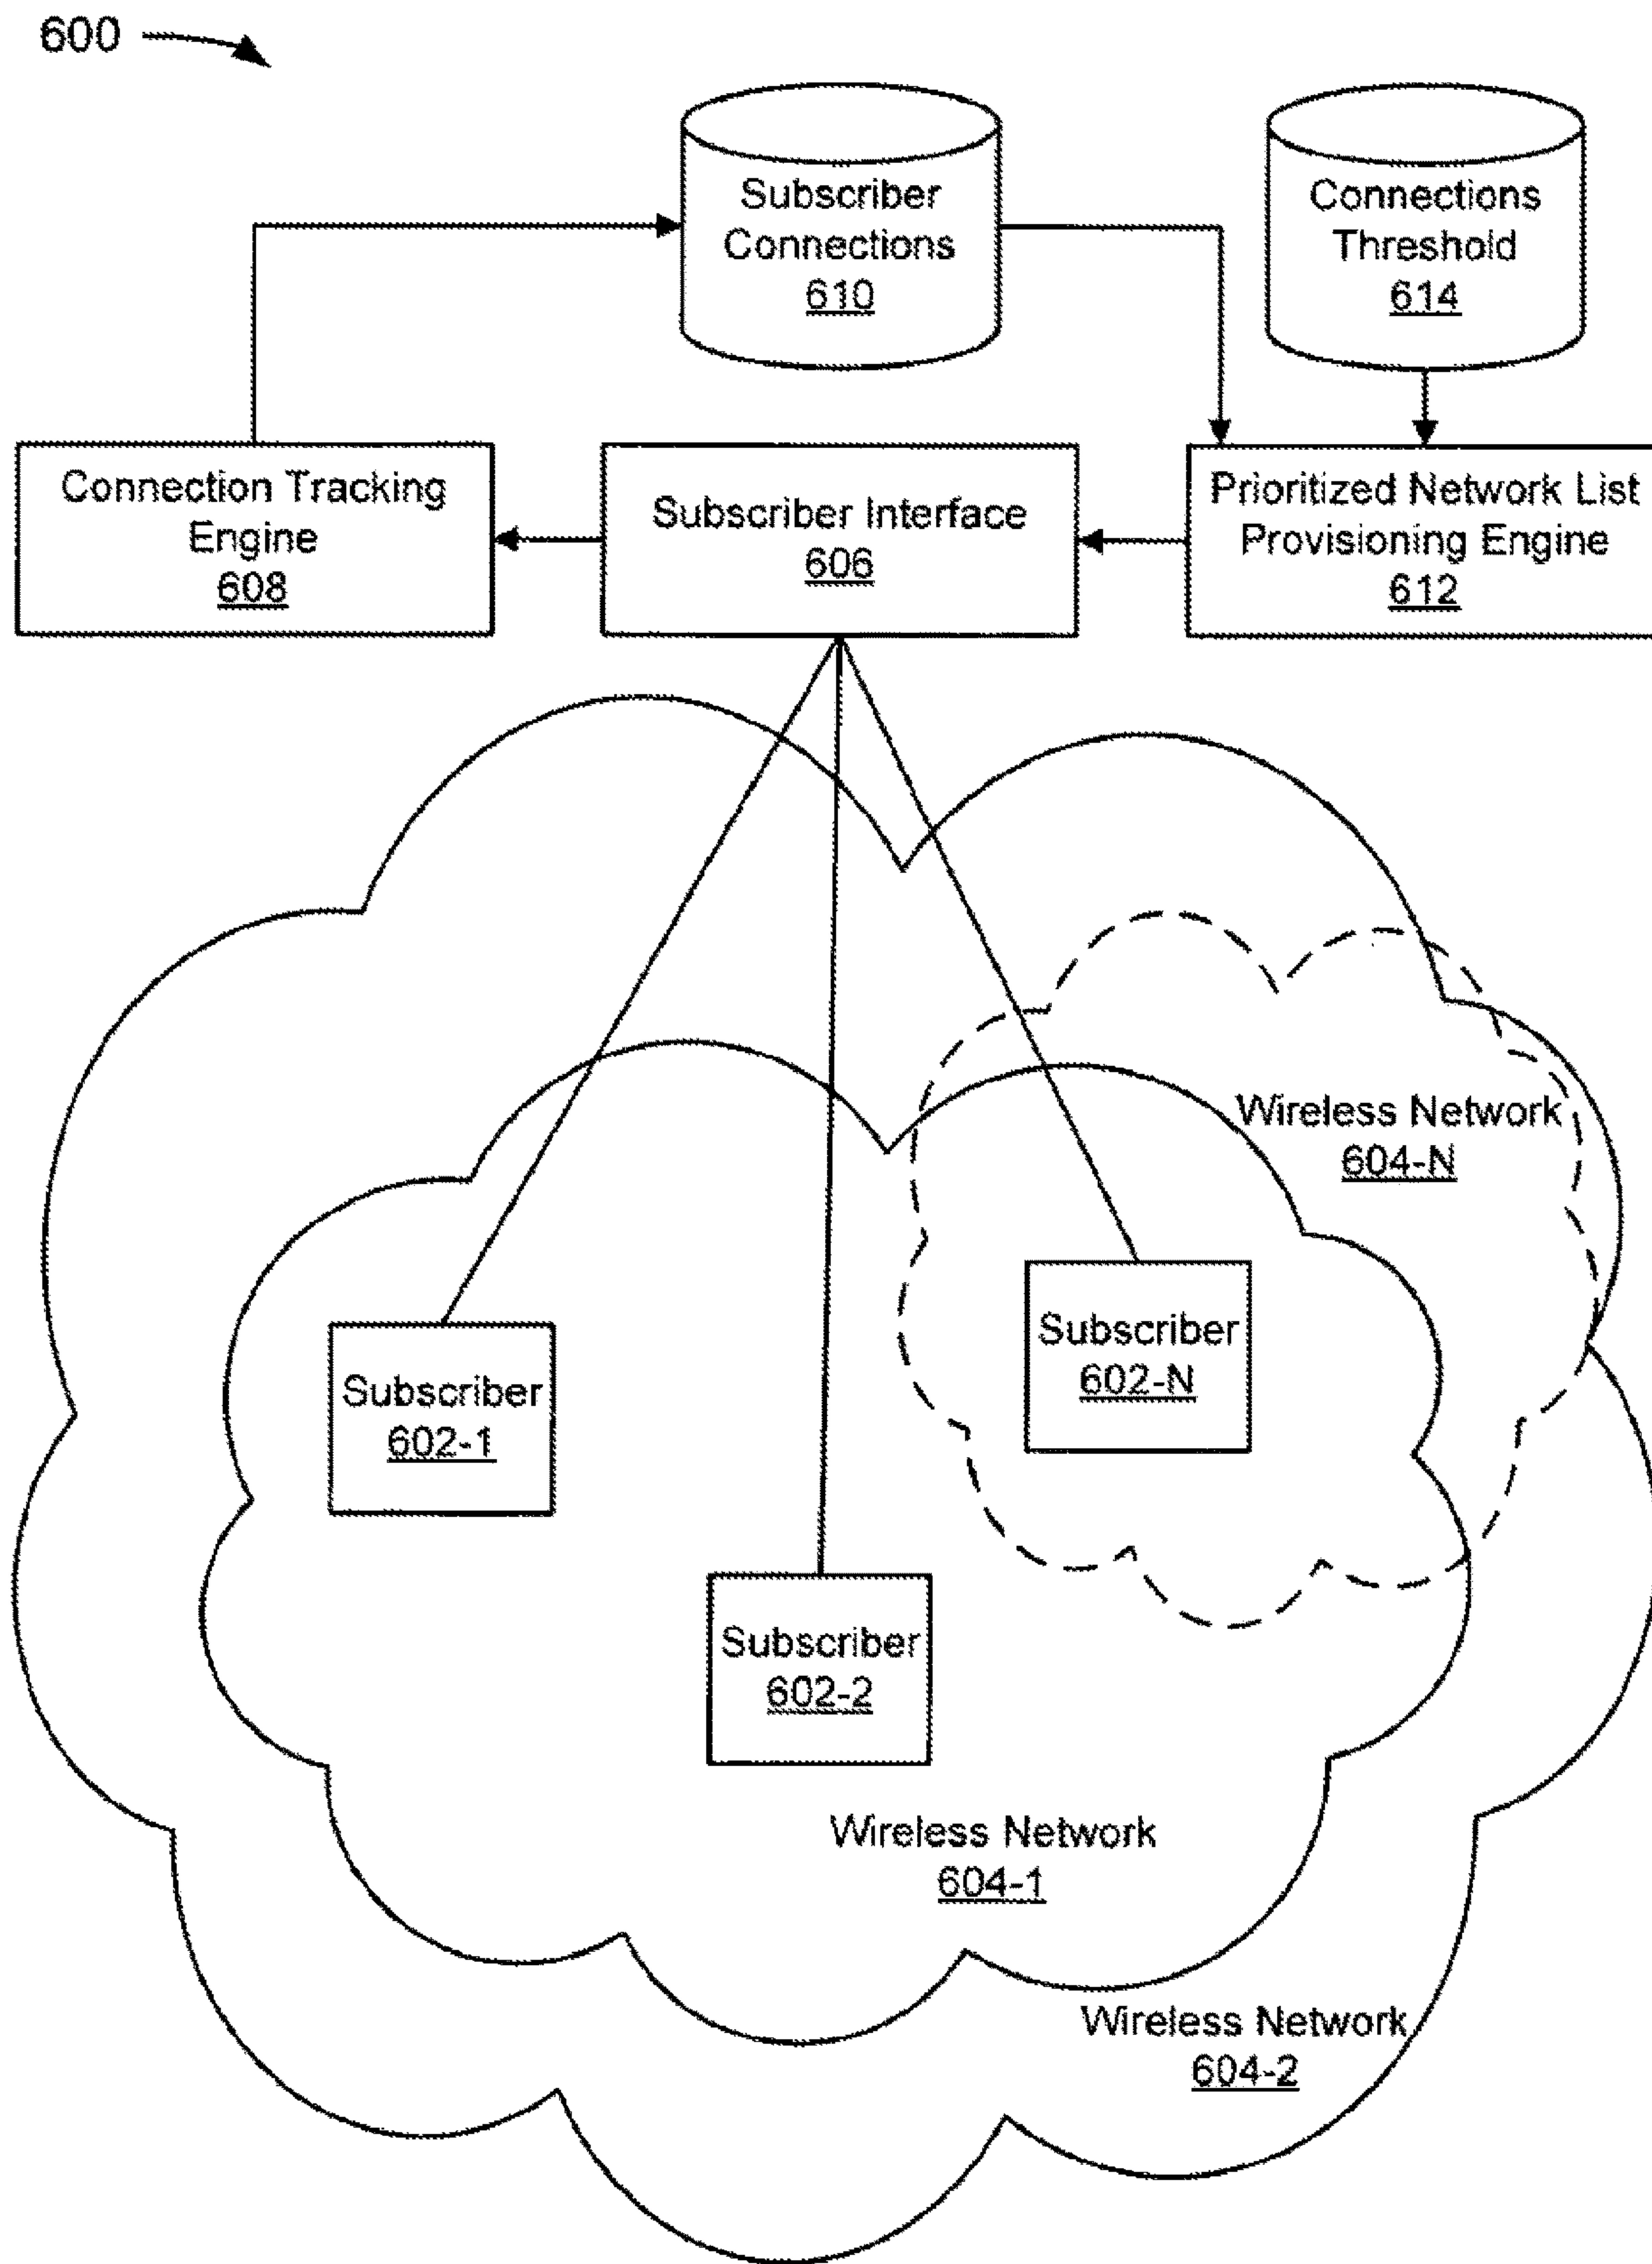 600
Subscriber
Connections
610
Connections
Threshold
614
Connection Tracking
Engine
608
Subscriber Interface
606
Prioritized Network List
Provisioning Engine
612
Wireless Network
604-N
Subscriber
602-N
Subscriber
602-1
Subscriber
602-2
Wireless Network
604-1
Wireless Network
604-2